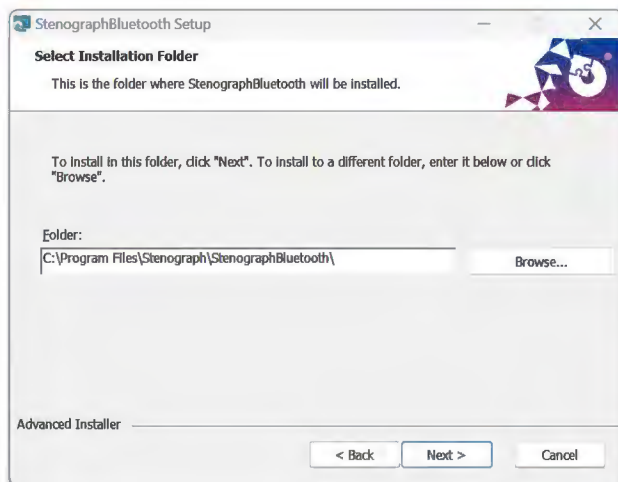 StenographBluetooth Setup
Select Installation Folder
This is the folder where StenographBluetooth will be installed.
To install in this folder, click "Next". To install to a different folder, enter it below or click
"Browse".
Folder:
C:\Program Files\Stenograph\StenographBluetooth\
Browse...
Advanced Installer
< Back
Next >
Cancel